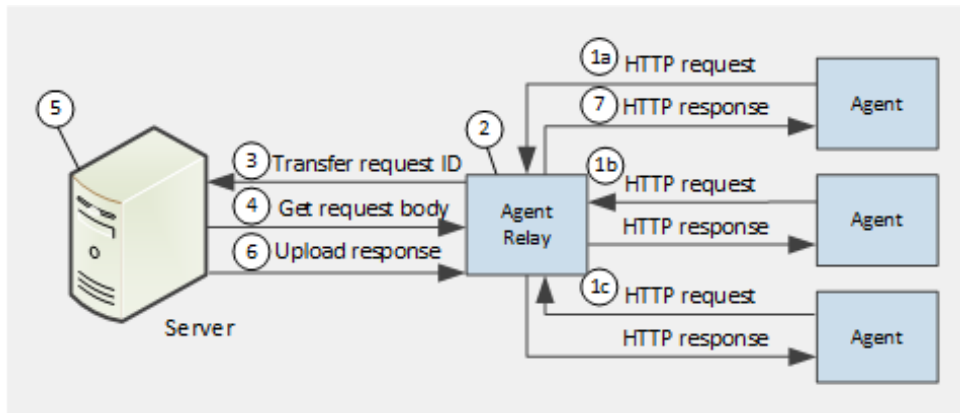 1a HTTP request
7 HTTP response
Agent
5
2
3 Transfer request ID
4 Get request body
6 Upload response
Server
Agent
Relay
1b
HTTP request
HTTP response
Agent
1c
HTTP request
HTTP response
Agent